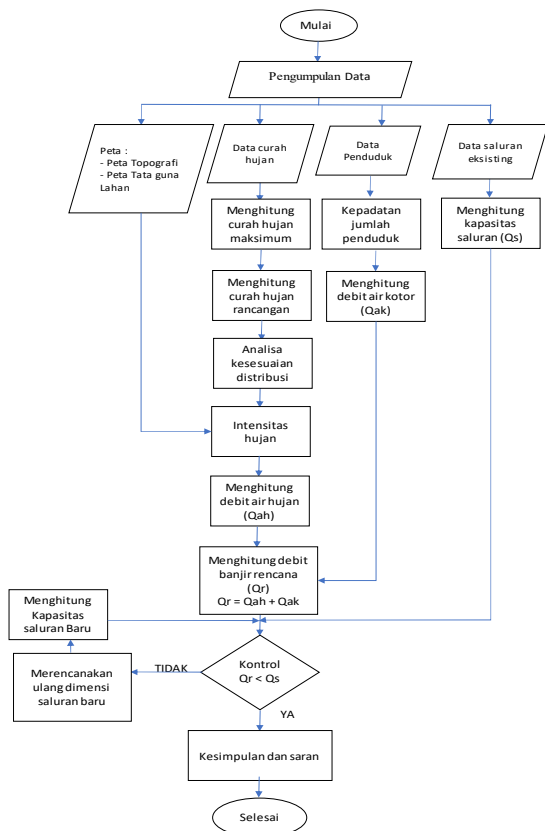 Mulai
Pengumpulan Data
Peta :
- Peta Topografi
- Peta Tata guna
Lahan
Data curah
hujan
Data
Penduduk
Data saluran
eksisting
Menghitung
curah hujan
maksimum
Kepadatan
jumlah
penduduk
Menghitung
kapasitas
saluran (Qs)
Menghitung
curah hujan
rancangan
Menghitung
debit air kotor
(Qak)
Analisa
kesesuaian
distribusi
Intensitas
hujan
Menghitung
debit air hujan
(Qah)
Menghitung debit
banjir rencana
(Qr)
Qr = Qah + Qak
Menghitung
Kapasitas
saluran Baru
Merencanakan
ulang dimensi
saluran baru
TIDAK
Kontrol
Qr < Qs
YA
Kesimpulan dan saran
Selesai